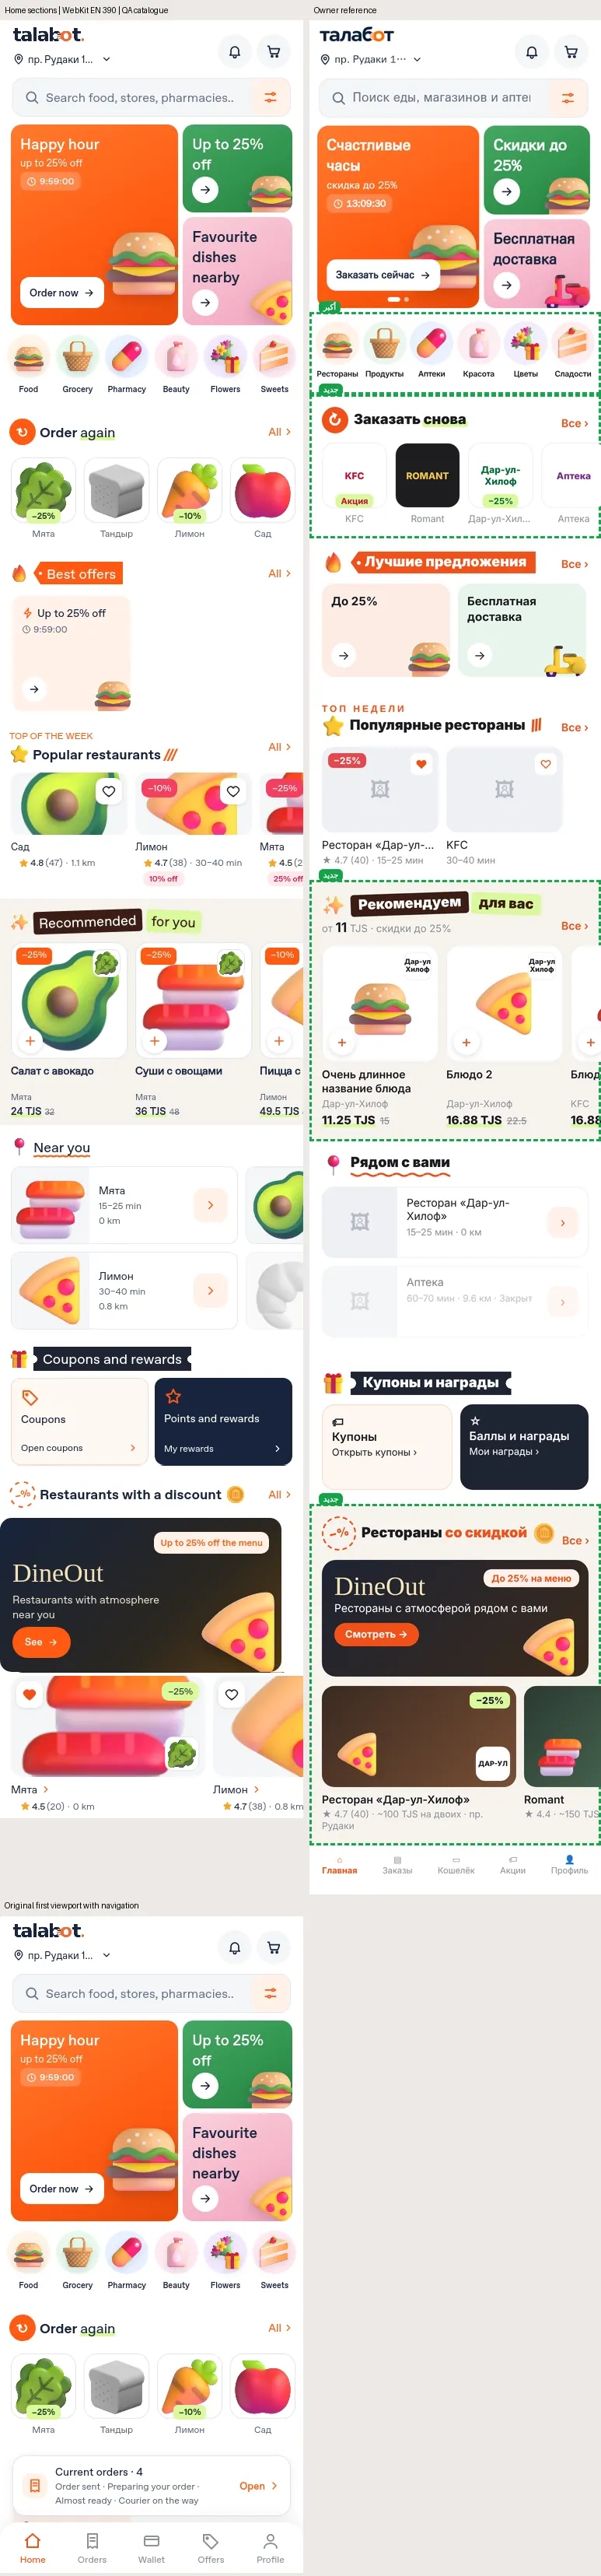 Home sections | WebKit EN 390 | QA catalogue
talabot.
пр. Рудаки 1...
Search food, stores, pharmacies..
Happy hour
up to 25% off
9:59:00
Order now →
Up to 25%
off
Favourite
dishes
nearby
Food Grocery Pharmacy Beauty Flowers Sweets
Order again
All >
−25%
−10%
Мята Тандыр Лимон Сад
Best offers
All >
Up to 25% off
9:59:00
TOP OF THE WEEK
Popular restaurants
All >
−10%
−25%
Сад Лимон Мята
4.8 (47) · 1.1 km
4.7 (38) · 30–40 min
4.5 (2
10% off
25% off
Recommended for you
−25%
−25%
−10%
Салат с авокадо
Суши с овощами
Пицца с
Мята Мята Лимон
24 TJS 32
36 TJS 48
49.5 TJS
Near you
Мята
15–25 min
0 km
Лимон
30–40 min
0.8 km
Coupons and rewards
Coupons
Open coupons >
Points and rewards
My rewards >
−%
Restaurants with a discount
All >
Up to 25% off the menu
DineOut
Restaurants with atmosphere
near you
See →
−25%
Мята >
4.5 (20) · 0 km
Лимон >
4.7 (38) · 0.8 km
Original first viewport with navigation
talabot.
пр. Рудаки 1...
Search food, stores, pharmacies..
Happy hour
up to 25% off
9:59:00
Order now →
Up to 25%
off
Favourite
dishes
nearby
Food Grocery Pharmacy Beauty Flowers Sweets
Order again
All >
−25%
−10%
Мята Тандыр Лимон Сад
Current orders · 4
Order sent · Preparing your order ·
Almost ready · Courier on the way
Open >
Home Orders Wallet Offers Profile
Owner reference
талабот
пр. Рудаки 1···
Поиск еды, магазинов и апте
Счастливые
часы
скидка до 25%
13:09:30
Заказать сейчас →
Скидки до
25%
Бесплатная
доставка
أكبر
Рестораны Продукты Аптеки Красота Цветы Сладости
جديد
Заказать снова
Все ›
KFC
Акция
ROMANT
Дар-ул-
Хилоф
−25%
Аптека
KFC Romant Дар-ул-Хил... Аптека
Лучшие предложения
Все ›
До 25%
Бесплатная
доставка
ТОП НЕДЕЛИ
Популярные рестораны
Все ›
−25%
Ресторан «Дар-ул-...
★ 4.7 (40) · 15–25 мин
KFC
30–40 мин
جديد
Рекомендуем для вас
от 11 TJS · скидки до 25%
Все ›
Дар-ул
Хилоф
Дар-ул
Хилоф
Очень длинное
название блюда
Дар-ул-Хилоф
11.25 TJS 15
Блюдо 2
Дар-ул-Хилоф
16.88 TJS 22.5
Блюд
KFC
16.88
Рядом с вами
Ресторан «Дар-ул-
Хилоф»
15–25 мин · 0 км
Аптека
60–70 мин · 9.6 км · Закрыт
Купоны и награды
Купоны
Открыть купоны ›
☆
Баллы и награды
Мои награды ›
جديد
−%
Рестораны со скидкой
Все ›
DineOut
До 25% на меню
Рестораны с атмосферой рядом с вами
Смотреть →
−25%
ДАР-УЛ
Ресторан «Дар-ул-Хилоф»
★ 4.7 (40) · ~100 TJS на двоих · пр.
Рудаки
Romant
★ 4.4 · ~150 TJS
Главная Заказы Кошелёк Акции Профиль